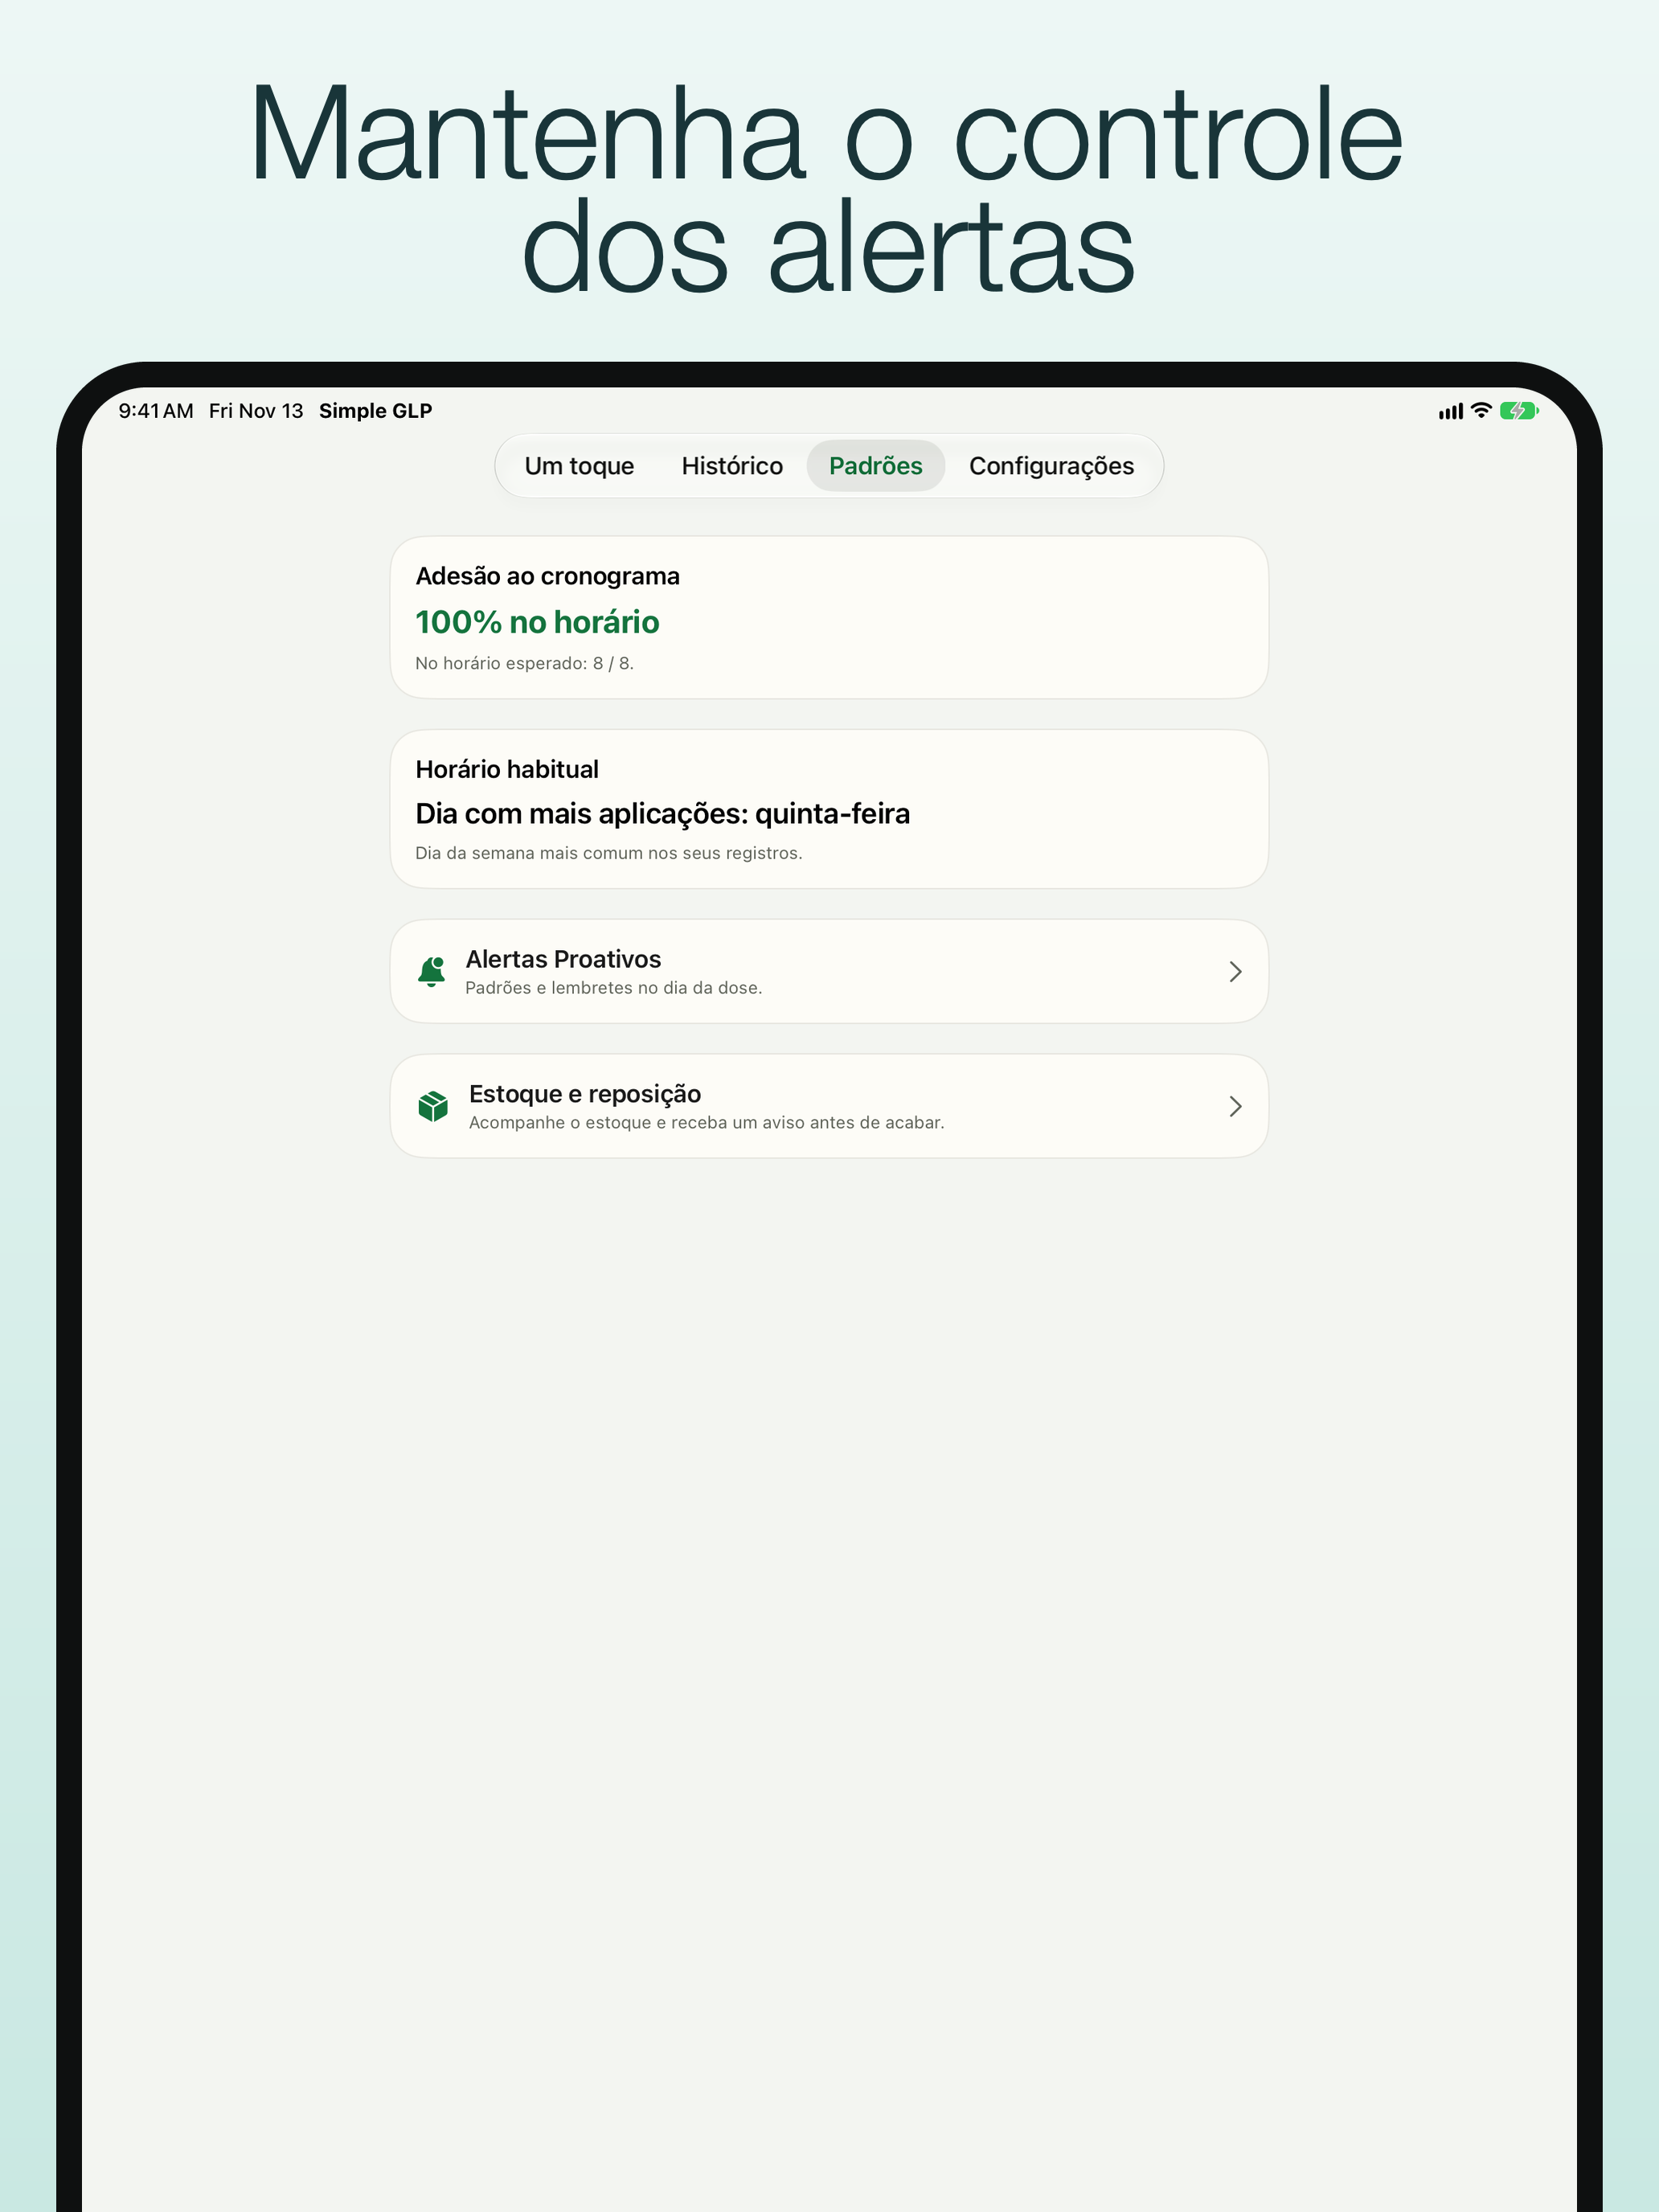 Mantenha o controle
dos alertas
9:41 AM Fri Nov 13 Simple GLP
Um toque Histórico Padrões Configurações
Adesão ao cronograma
100% no horário
No horário esperado: 8 / 8.
Horário habitual
Dia com mais aplicações: quinta-feira
Dia da semana mais comum nos seus registros.
Alertas Proativos
Padrões e lembretes no dia da dose.
Estoque e reposição
Acompanhe o estoque e receba um aviso antes de acabar.